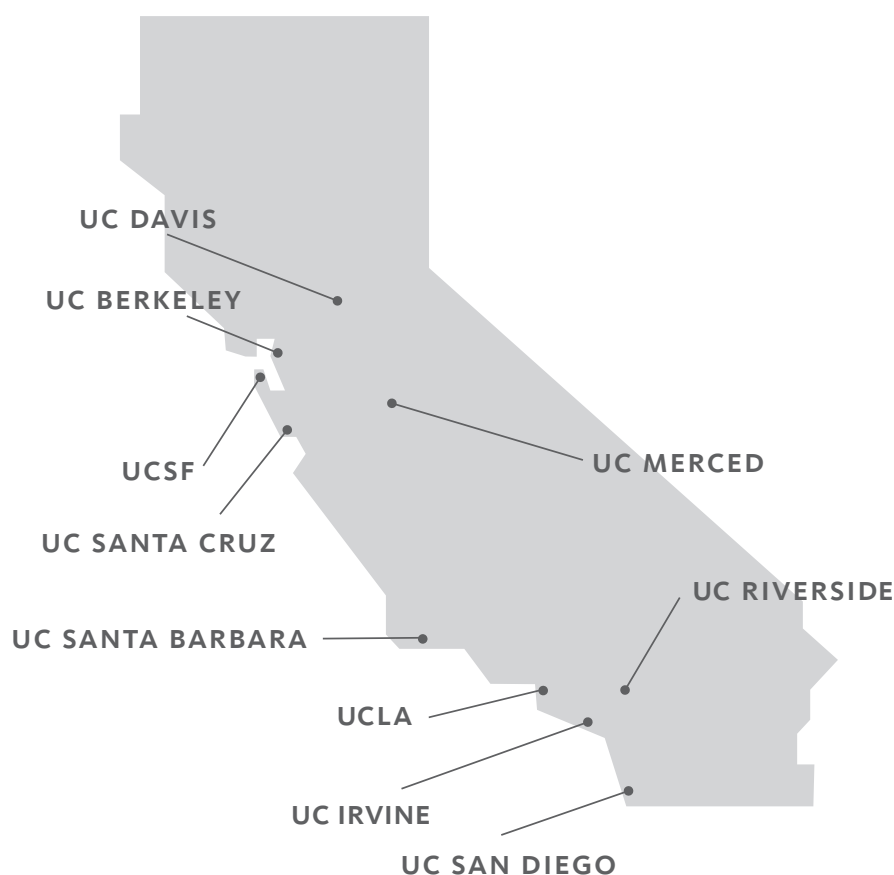 UC DAVIS
UC BERKELEY
UCSF
UC MERCED
UC SANTA CRUZ
UC RIVERSIDE
UC SANTA BARBARA
UCLA
UC IRVINE
UC SAN DIEGO